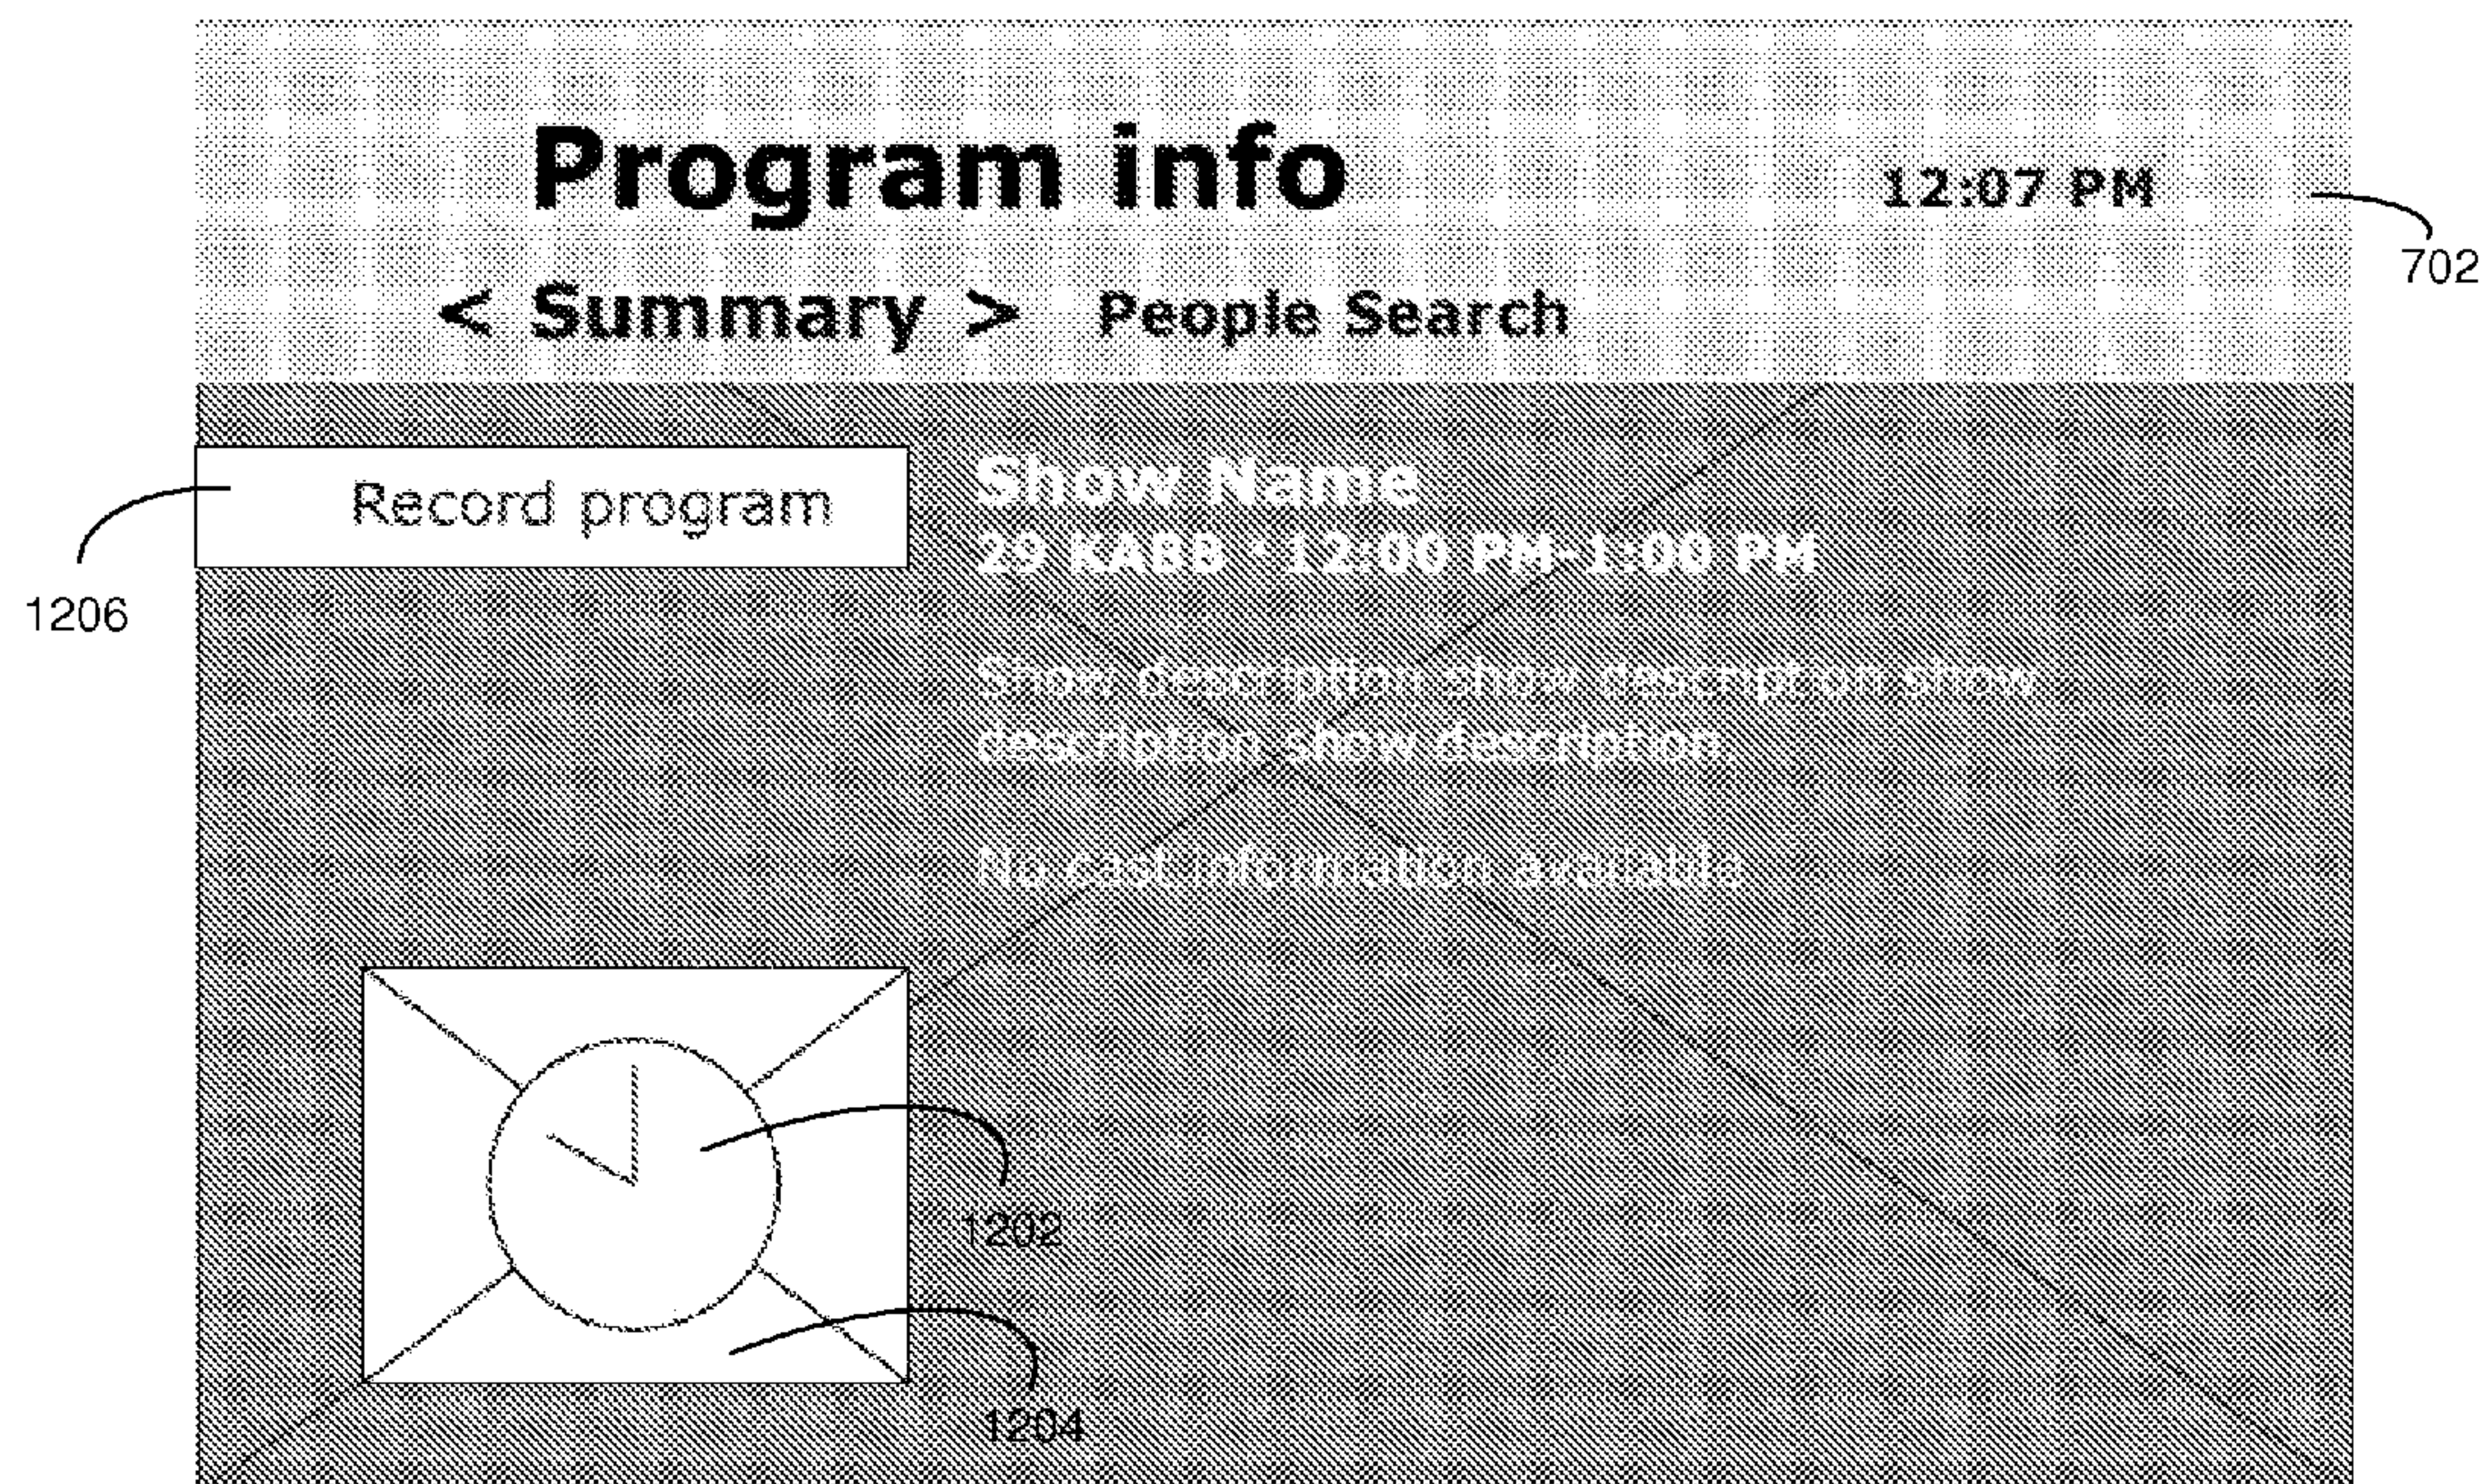 Program info
12:07 PM
702
< Summary > People Search
Record program
1206
Show Name
29 KABB * 12:00 PM-1:00 PM
Show description show description show
description show description
No cast information available
1202
1204